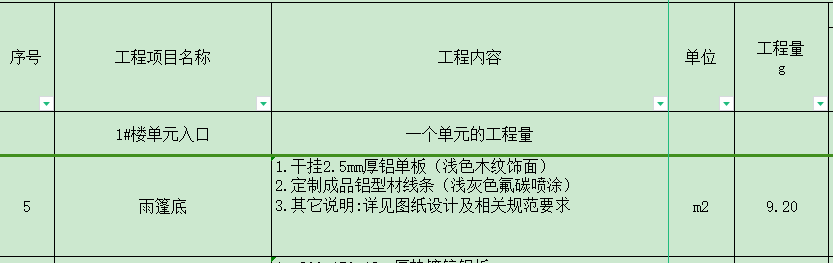 序号 工程项目名称 工程内容 单位 工程量
g
1#楼单元入口 一个单元的工程量
5 雨篷底 1.干挂2.5mm厚铝单板（浅色木纹饰面）
2.定制成品铝型材线条（浅灰色氟碳喷涂）
3.其它说明:详见图纸设计及相关规范要求 m2 9.20